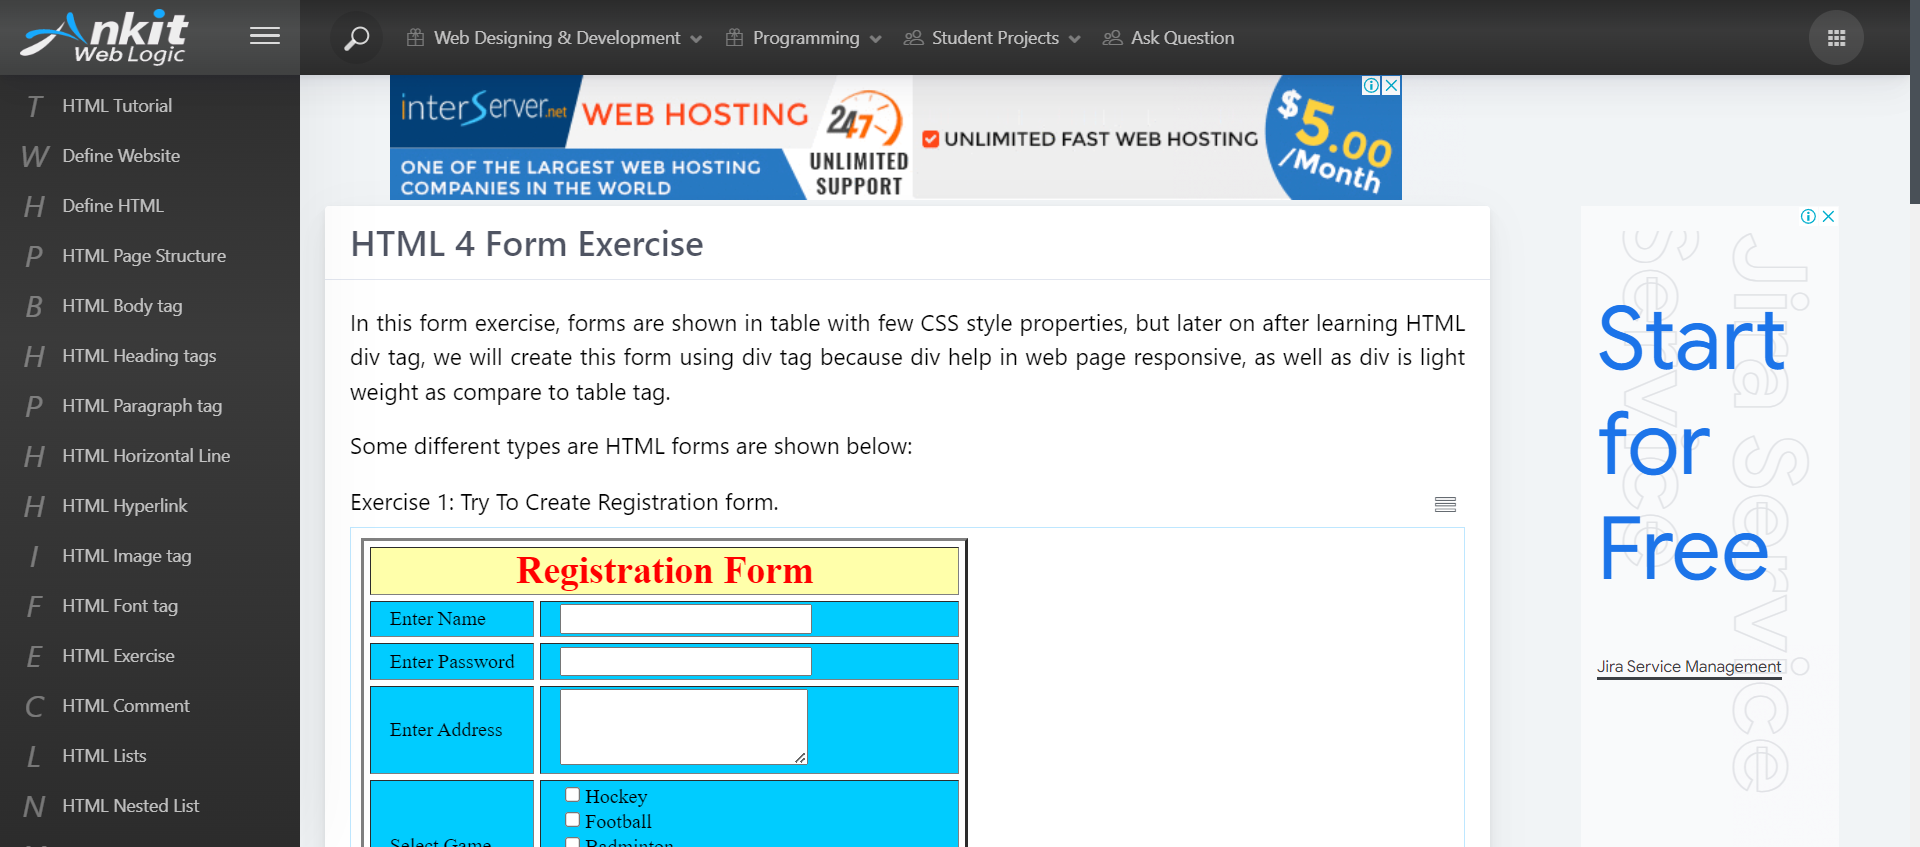 Ankit
Web Logic
Web Designing & Development
Programming
Student Projects
Ask Question
T HTML Tutorial
W Define Website
H Define HTML
P HTML Page Structure
B HTML Body tag
H HTML Heading tags
P HTML Paragraph tag
H HTML Horizontal Line
H HTML Hyperlink
I HTML Image tag
F HTML Font tag
E HTML Exercise
C HTML Comment
L HTML Lists
N HTML Nested List
interServer.net WEB HOSTING
ONE OF THE LARGEST WEB HOSTING
COMPANIES IN THE WORLD
24/7
UNLIMITED
SUPPORT
UNLIMITED FAST WEB HOSTING
$5.00
/Month
HTML 4 Form Exercise
In this form exercise, forms are shown in table with few CSS style properties, but later on after learning HTML
div tag, we will create this form using div tag because div help in web page responsive, as well as div is light
weight as compare to table tag.
Some different types are HTML forms are shown below:
Exercise 1: Try To Create Registration form.
Registration Form
Enter Name
Enter Password
Enter Address
Select Game
Hockey
Football
Badminton
Jira Service
Service
Start
for
Free
Jira Service Management